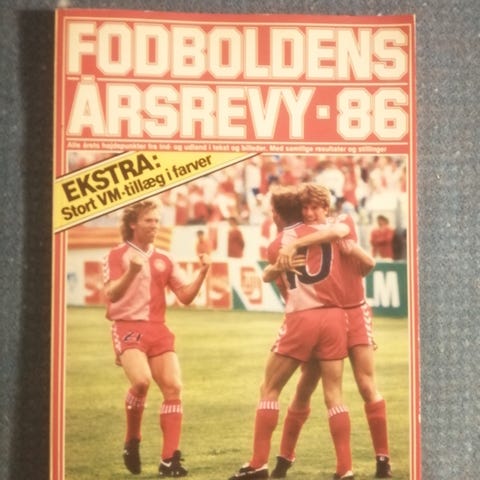 FODBOLDENS
ÅRSREVY·86
Alle årets højdepunkter fra ind- og udland i tekst og billeder. Med samtlige resultater og stillinger
EKSTRA:
Stort VM-tillæg i farver
10
21